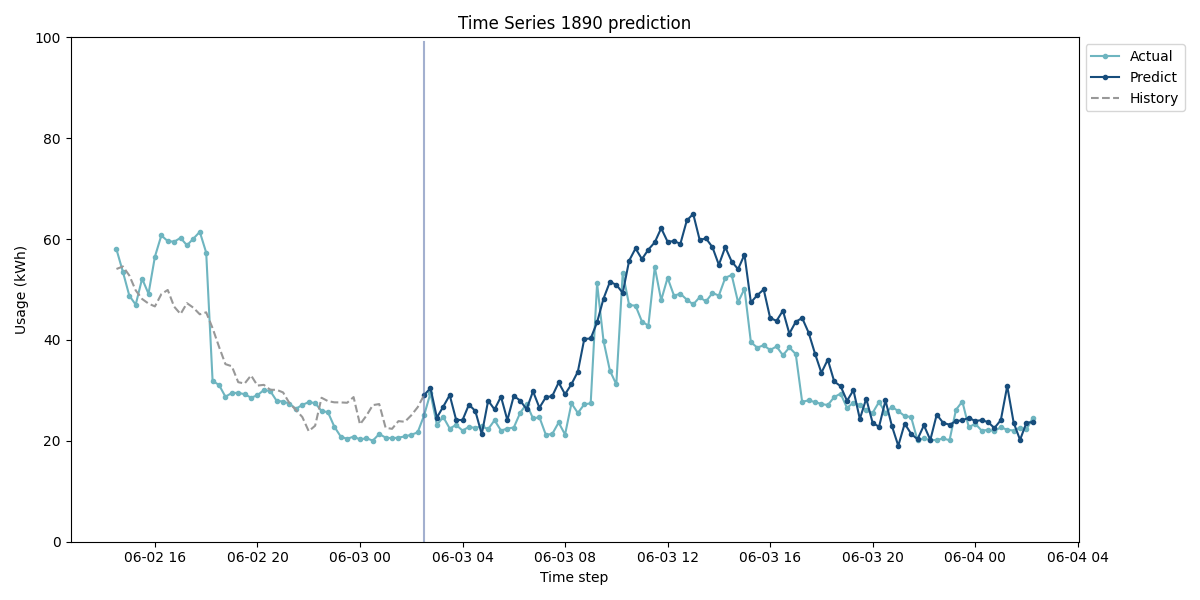 Time Series 1890 prediction
100
80
60
40
20
0
Usage (kWh)
06-02 16
06-02 20
06-03 00
06-03 04
06-03 08
06-03 12
06-03 16
06-03 20
06-04 00
06-04 04
Time step
Actual
Predict
History